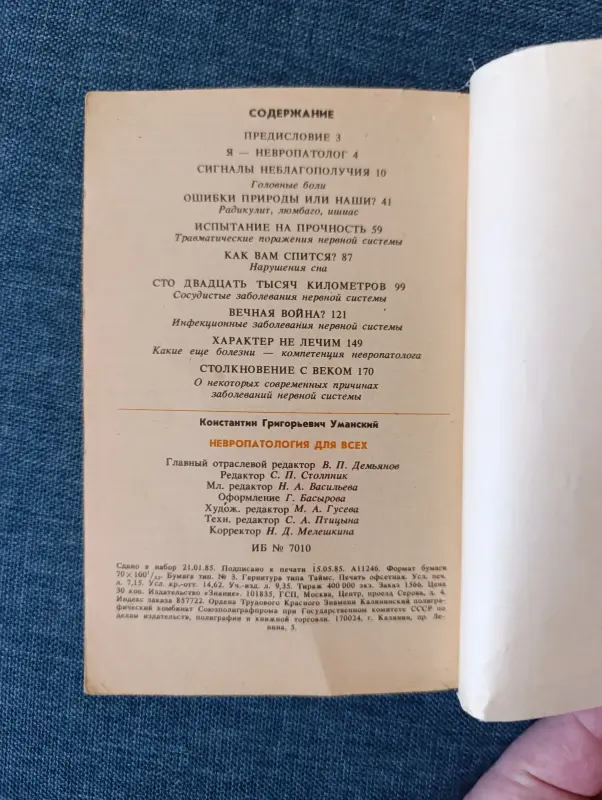 СОДЕРЖАНИЕ
ПРЕДИСЛОВИЕ 3
Я — НЕВРОПАТОЛОГ 4
СИГНАЛЫ НЕБЛАГОПОЛУЧИЯ 10
Головные боли
ОШИБКИ ПРИРОДЫ ИЛИ НАШИ? 41
Радикулит, люмбаго, ишиас
ИСПЫТАНИЕ НА ПРОЧНОСТЬ 59
Травматические поражения нервной системы
КАК ВАМ СПИТСЯ? 87
Нарушения сна
СТО ДВАДЦАТЬ ТЫСЯЧ КИЛОМЕТРОВ 99
Сосудистые заболевания нервной системы
ВЕЧНАЯ ВОЙНА? 121
Инфекционные заболевания нервной системы
ХАРАКТЕР НЕ ЛЕЧИМ 149
Какие еще болезни — компетенция невропатолога
СТОЛКНОВЕНИЕ С ВЕКОМ 170
О некоторых современных причинах
заболеваний нервной системы
Константин Григорьевич Уманский
НЕВРОПАТОЛОГИЯ ДЛЯ ВСЕХ
Главный отраслевой редактор В. П. Демьянов
Редактор С. П. Столпник
Мл. редактор Н. А. Васильева
Оформление Г. Басырова
Худож. редактор М. А. Гусева
Техн. редактор С. А. Птицына
Корректор Н. Д. Мелешкина
ИБ № 7010
Сдано в набор 21.01.85. Подписано к печати 15.05.85. А11246. Формат бумаги
70×100¹/₃₂. Бумага тип. № 3. Гарнитура типа Таймс. Печать офсетная. Усл. печ.
л. 7,15. Усл. кр.-отт. 14,62. Уч.-изд. л. 9,35. Тираж 400 000 экз. Заказ 1566. Цена
30 коп. Издательство «Знание». 101835, ГСП, Москва, Центр, проезд Серова, д. 4.
Индекс заказа 857722. Ордена Трудового Красного Знамени Калининский полигра-
фический комбинат Союзполиграфпрома при Государственном комитете СССР по
делам издательств, полиграфии и книжной торговли. 170024, г. Калинин, пр. Ле-
нина, 5.